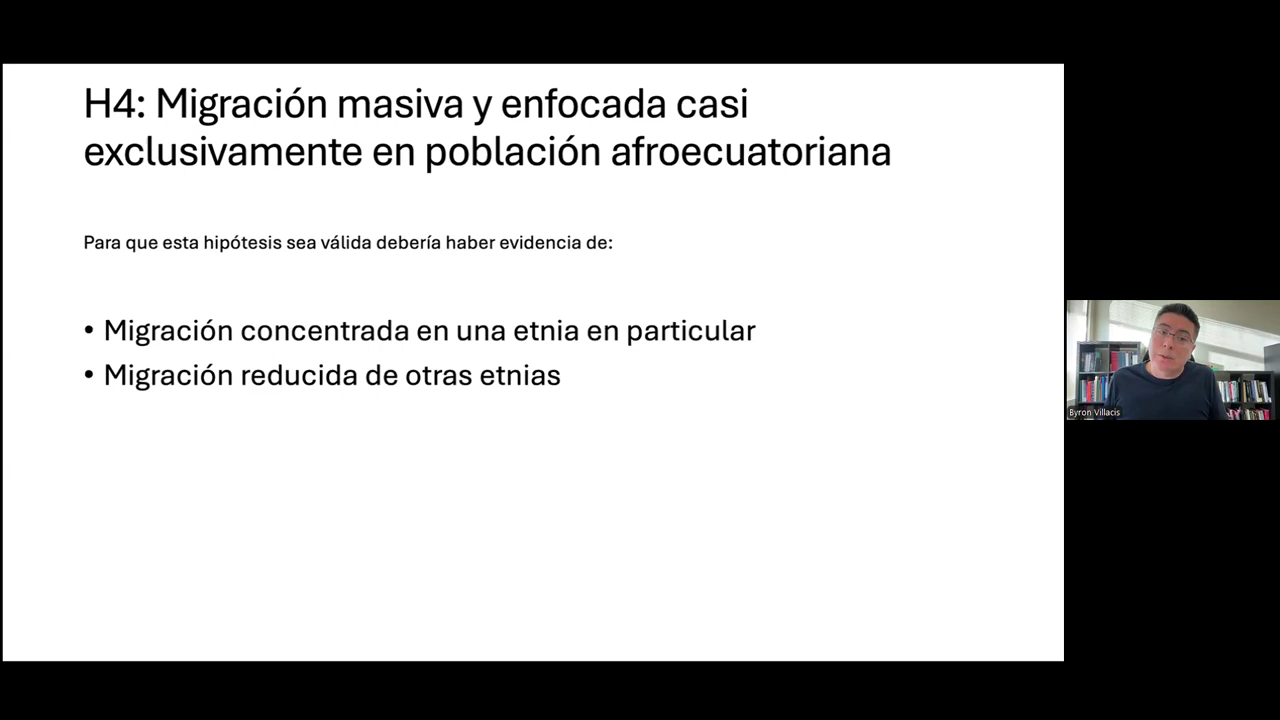 H4: Migración masiva y enfocada casi
exclusivamente en población afroecuatoriana
Para que esta hipótesis sea válida debería haber evidencia de:
• Migración concentrada en una etnia en particular
• Migración reducida de otras etnias
Byron Villacis